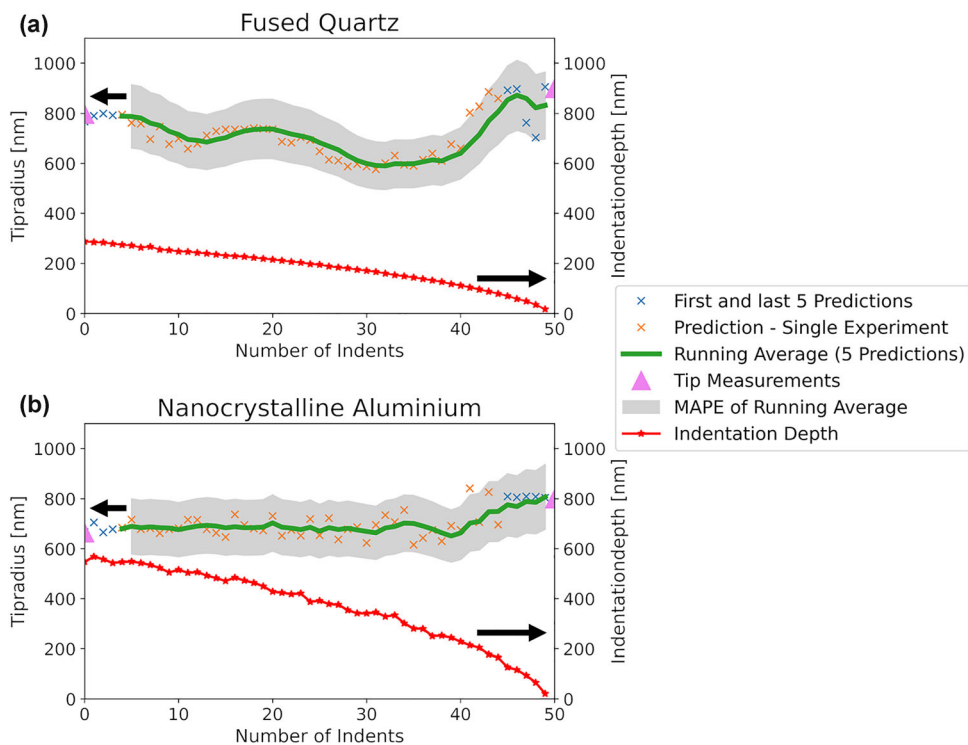 (a)
Fused Quartz
1000
800
600
400
200
0
Tipradius [nm]
1000
800
600
400
200
0
Indentationdepth [nm]
0 10 20 30 40 50
Number of Indents
First and last 5 Predictions
Prediction - Single Experiment
Running Average (5 Predictions)
Tip Measurements
MAPE of Running Average
Indentation Depth
(b)
Nanocrystalline Aluminium
1000
800
600
400
200
0
Tipradius [nm]
1000
800
600
400
200
0
Indentationdepth [nm]
0 10 20 30 40 50
Number of Indents